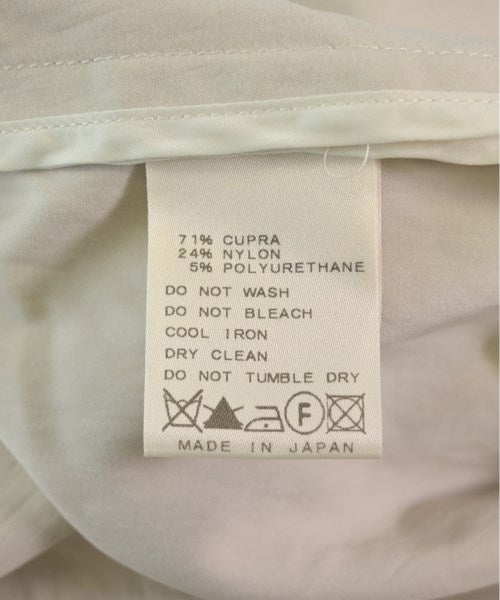 71% CUPRA
24% NYLON
5% POLYURETHANE
DO NOT WASH
DO NOT BLEACH
COOL IRON
DRY CLEAN
DO NOT TUMBLE DRY
F
MADE IN JAPAN